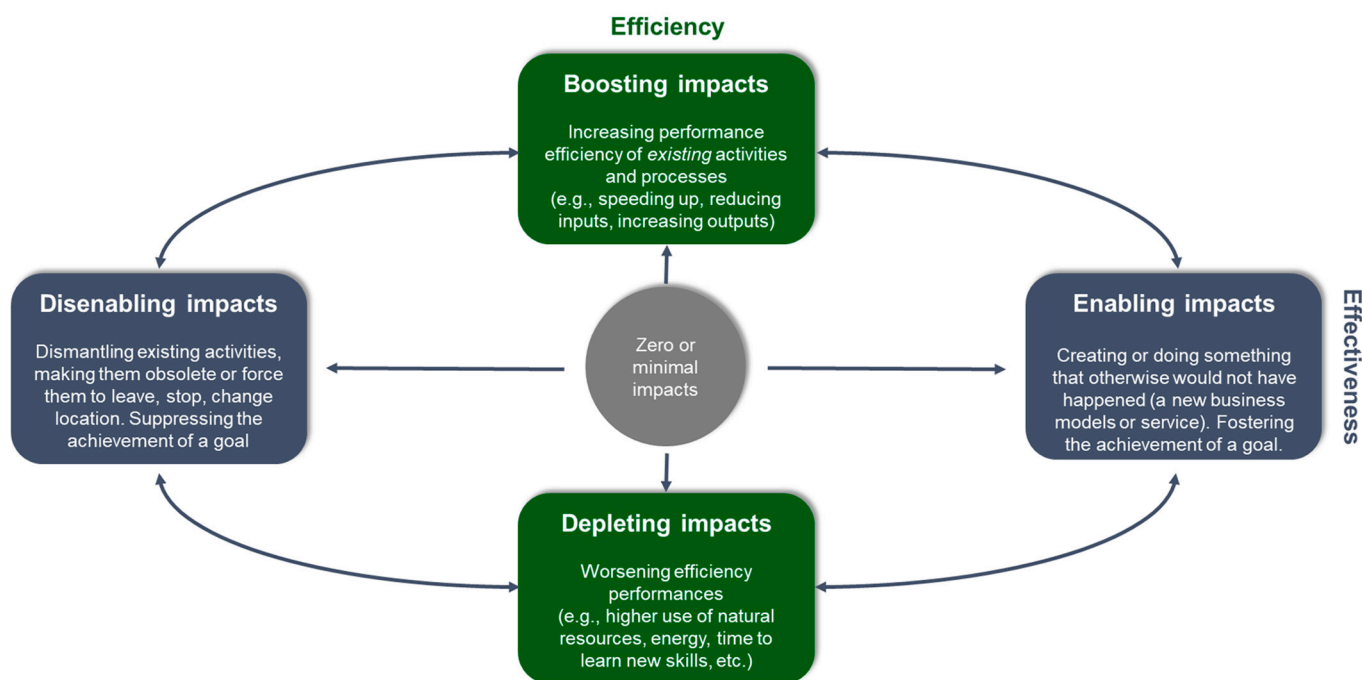 Efficiency
Boosting impacts
Increasing performance
efficiency of existing activities
and processes
(e.g., speeding up, reducing
inputs, increasing outputs)
Disenabling impacts
Dismantling existing activities,
making them obsolete or force
them to leave, stop, change
location. Suppressing the
achievement of a goal
Zero or
minimal
impacts
Enabling impacts
Creating or doing something
that otherwise would not have
happened (a new business
models or service). Fostering
the achievement of a goal.
Effectiveness
Depleting impacts
Worsening efficiency
performances
(e.g., higher use of natural
resources, energy, time to
learn new skills, etc.)